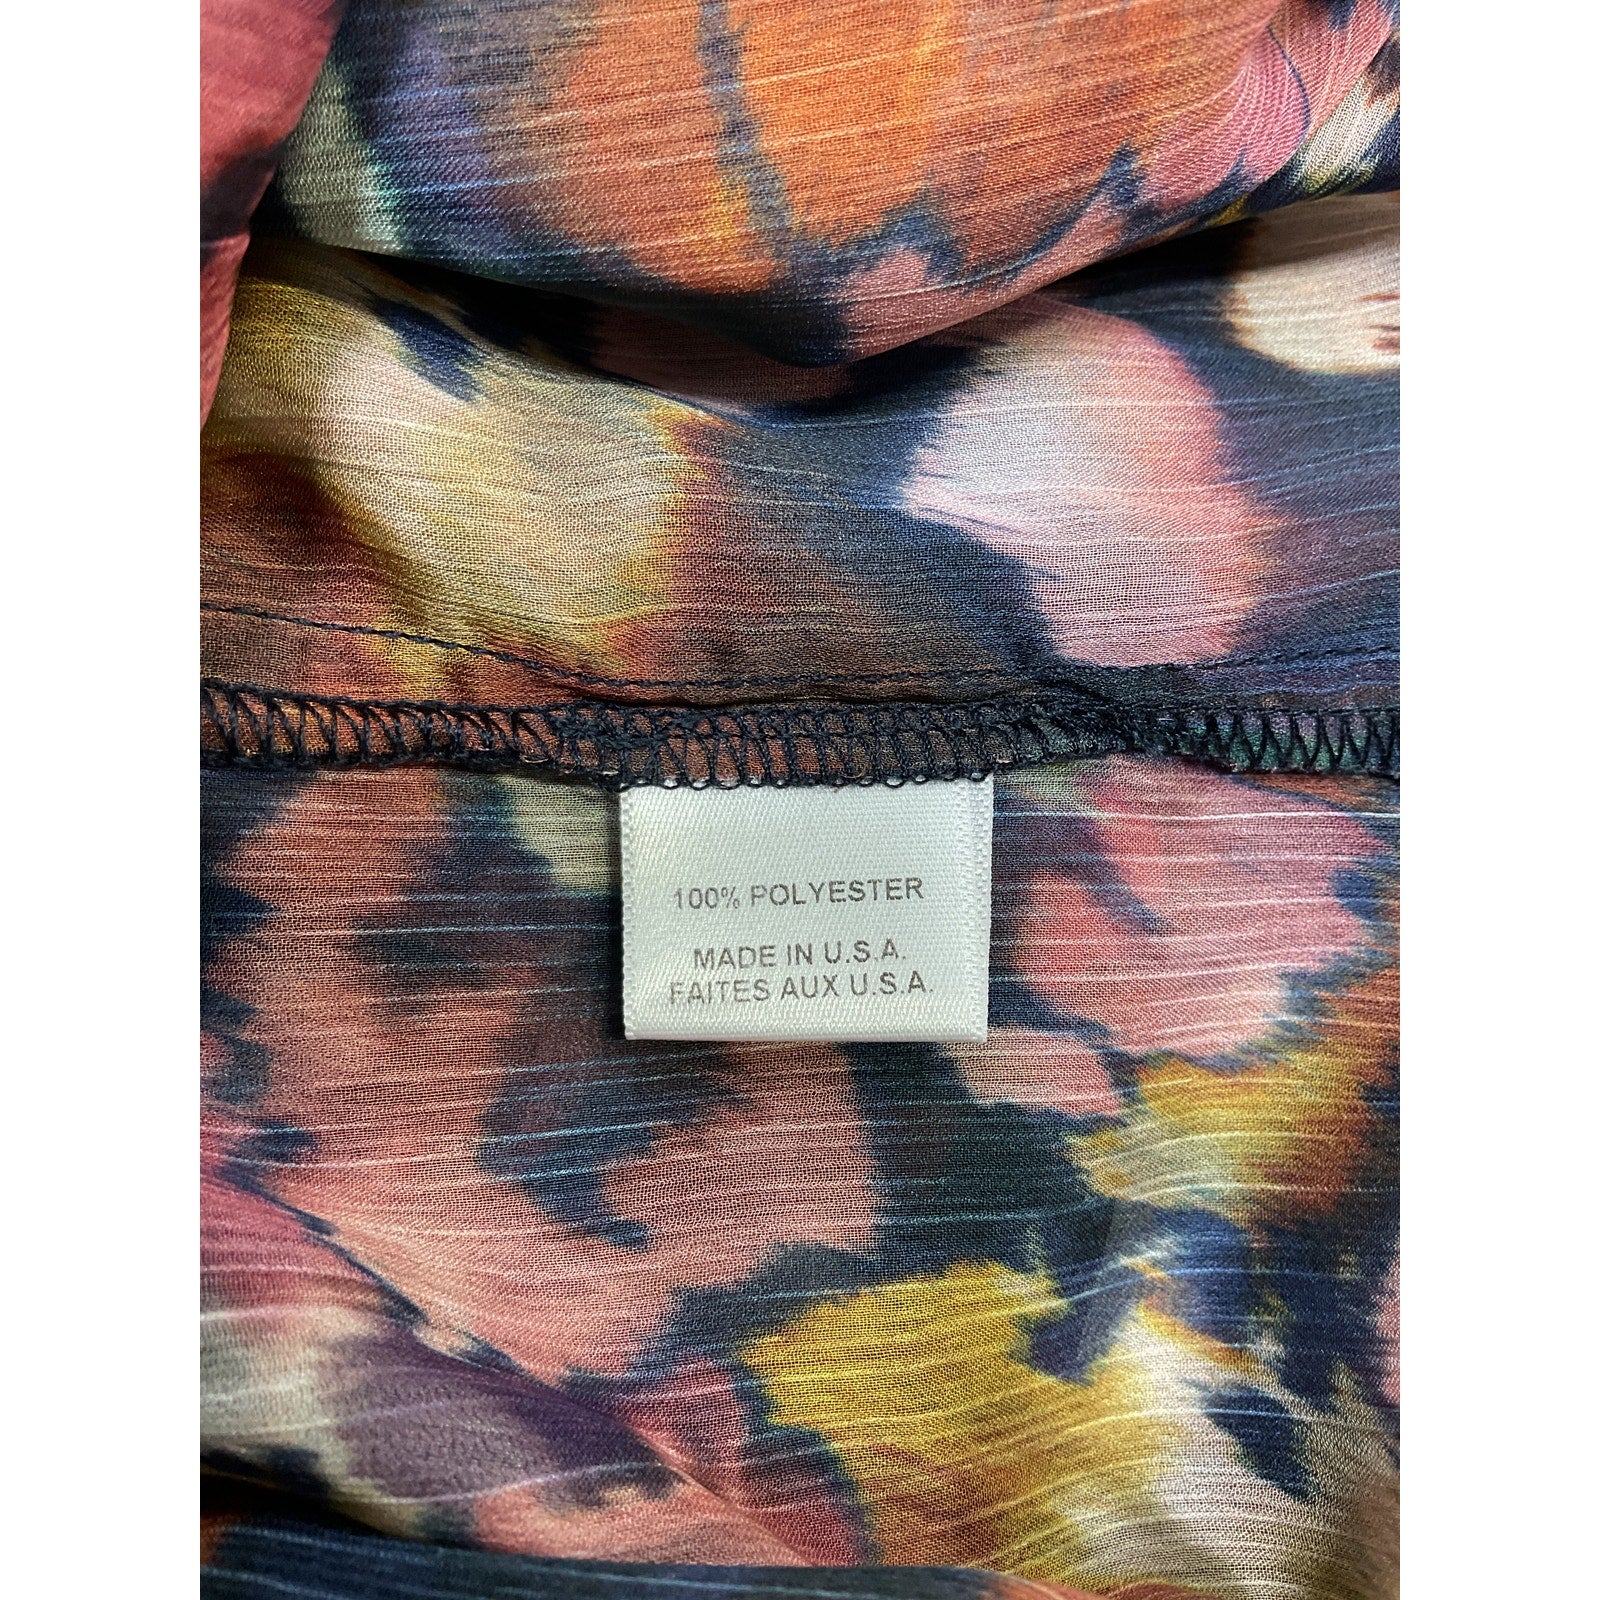 100% POLYESTER
MADE IN U.S.A.
FAITES AUX U.S.A.